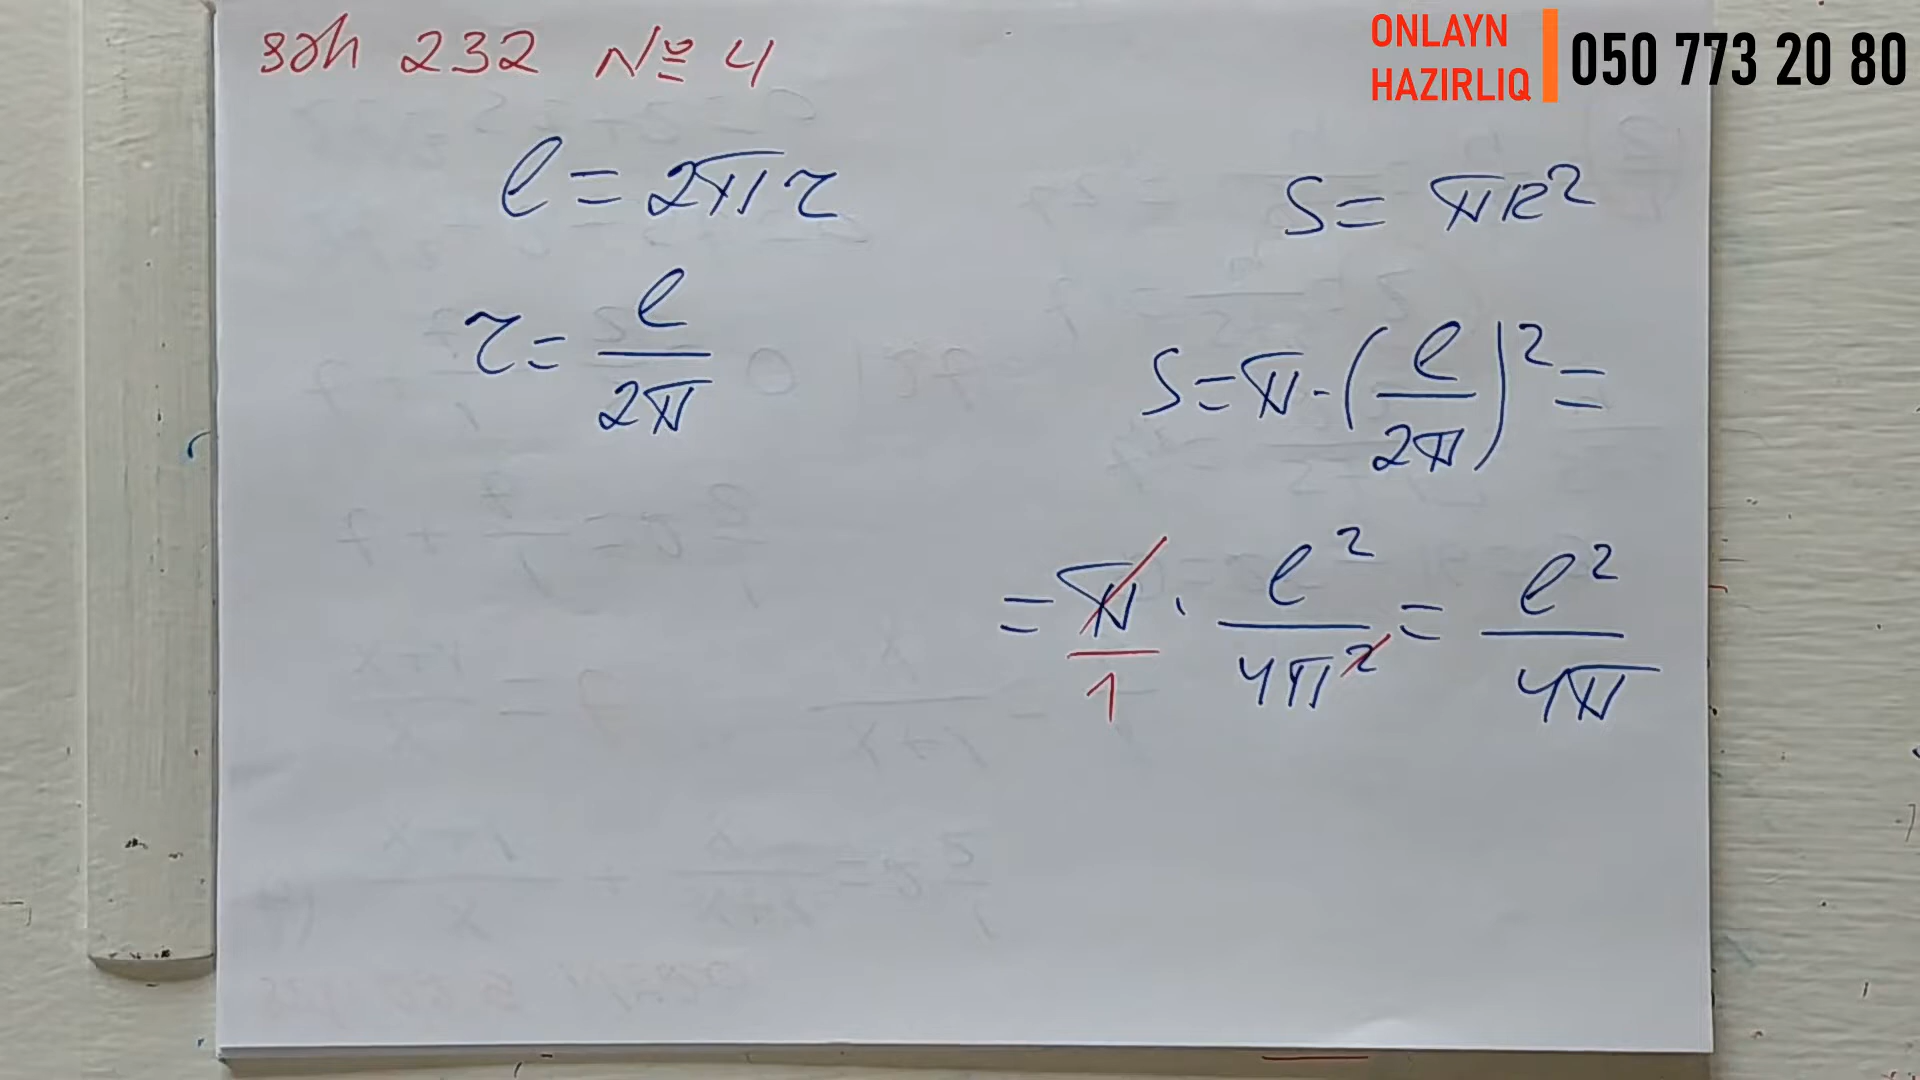 səh 232 № 4
ONLAYN
HAZIRLIQ
050 773 20 80
l = 2πr
r = l / 2π
S = πR²
S = π · (l / 2π)² =
= π / 1 · l² / 4π² = l² / 4π